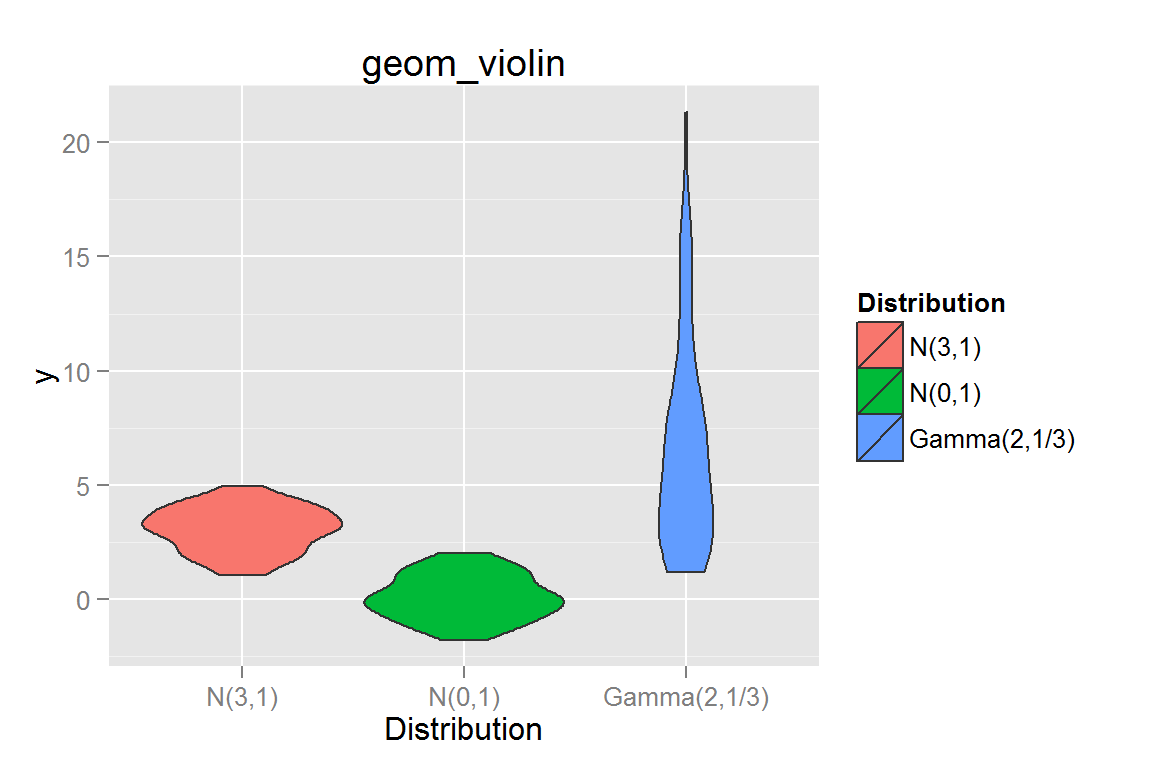 geom_violin
20
15
10
5
0
y
N(3,1)
N(0,1)
Gamma(2,1/3)
Distribution
Distribution
N(3,1)
N(0,1)
Gamma(2,1/3)